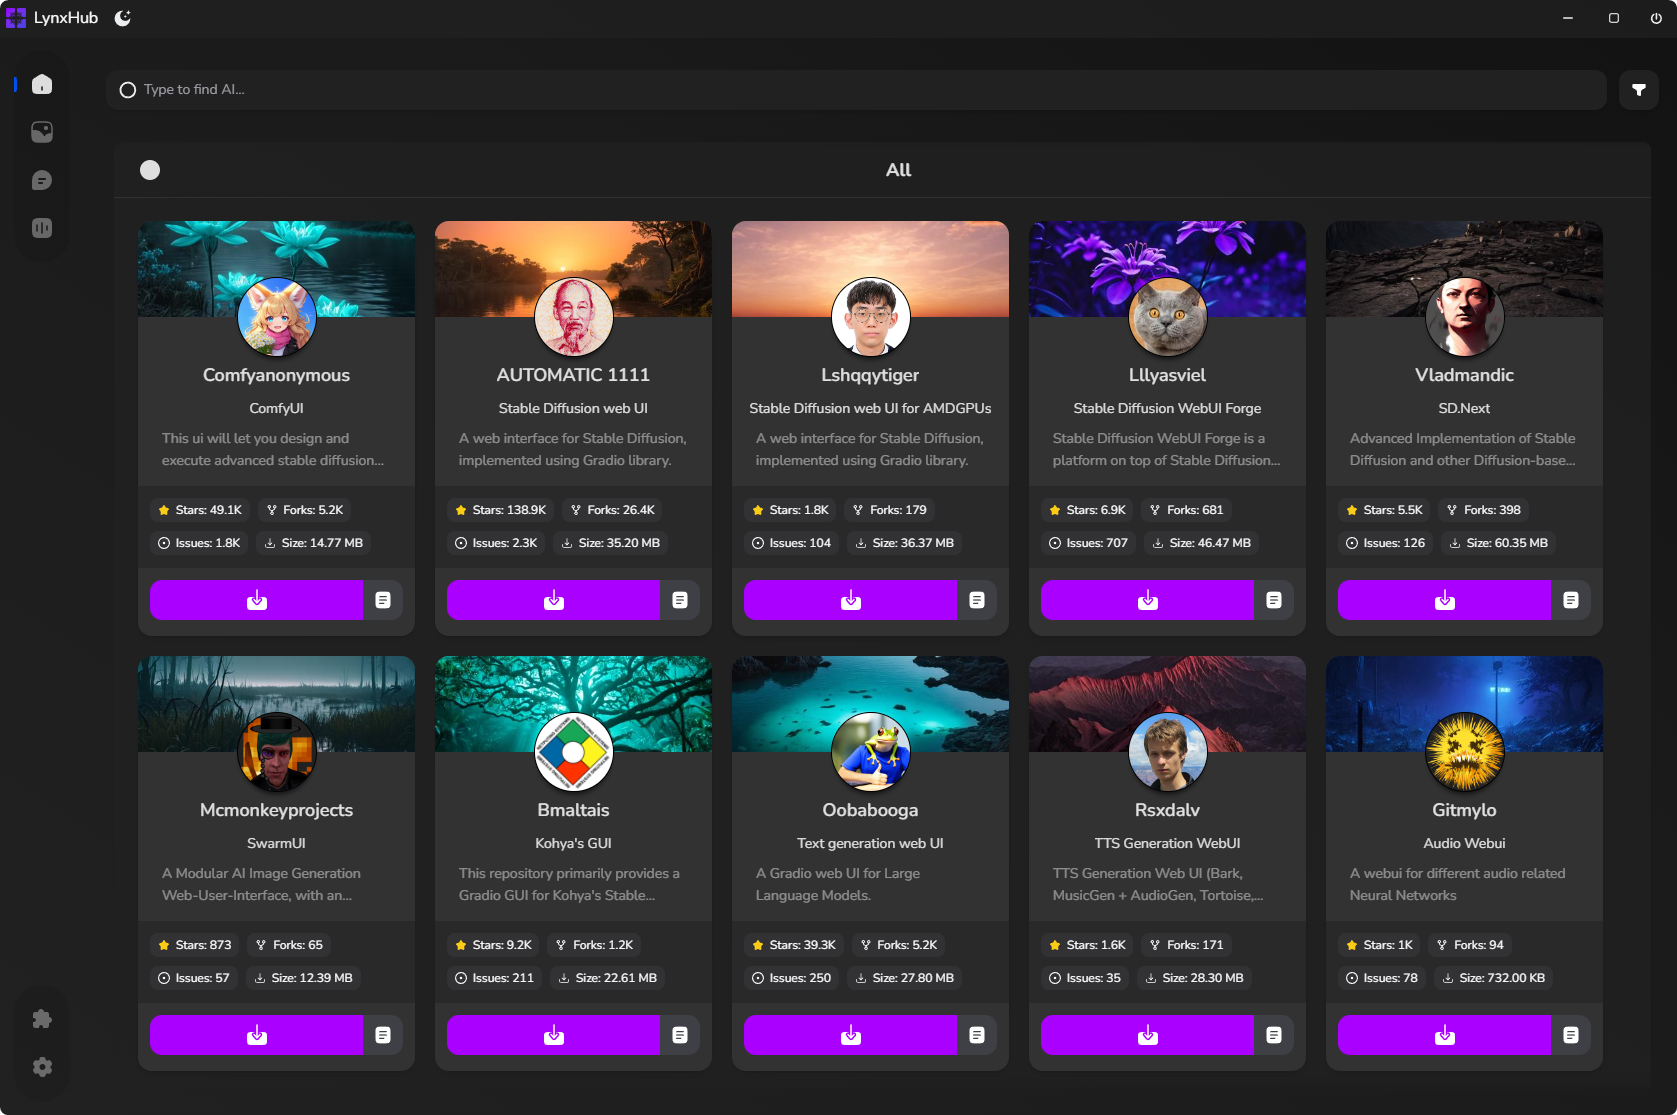 LynxHub
Type to find AI...
All
Comfyanonymous
ComfyUI
This ui will let you design and
execute advanced stable diffusion...
Stars: 49.1K
Forks: 5.2K
Issues: 1.8K
Size: 14.77 MB
AUTOMATIC 1111
Stable Diffusion web UI
A web interface for Stable Diffusion,
implemented using Gradio library.
Stars: 138.9K
Forks: 26.4K
Issues: 2.3K
Size: 35.20 MB
Lshqqytiger
Stable Diffusion web UI for AMDGPUs
A web interface for Stable Diffusion,
implemented using Gradio library.
Stars: 1.8K
Forks: 179
Issues: 104
Size: 36.37 MB
Lllyasviel
Stable Diffusion WebUI Forge
Stable Diffusion WebUI Forge is a
platform on top of Stable Diffusion...
Stars: 6.9K
Forks: 681
Issues: 707
Size: 46.47 MB
Vladmandic
SD.Next
Advanced Implementation of Stable
Diffusion and other Diffusion-base...
Stars: 5.5K
Forks: 398
Issues: 126
Size: 60.35 MB
Mcmonkeyprojects
SwarmUI
A Modular AI Image Generation
Web-User-Interface, with an...
Stars: 873
Forks: 65
Issues: 57
Size: 12.39 MB
Bmaltais
Kohya's GUI
This repository primarily provides a
Gradio GUI for Kohya's Stable...
Stars: 9.2K
Forks: 1.2K
Issues: 211
Size: 22.61 MB
Oobabooga
Text generation web UI
A Gradio web UI for Large
Language Models.
Stars: 39.3K
Forks: 5.2K
Issues: 250
Size: 27.80 MB
Rsxdalv
TTS Generation WebUI
TTS Generation Web UI (Bark,
MusicGen + AudioGen, Tortoise,...
Stars: 1.6K
Forks: 171
Issues: 35
Size: 28.30 MB
Gitmylo
Audio Webui
A webui for different audio related
Neural Networks
Stars: 1K
Forks: 94
Issues: 78
Size: 732.00 KB